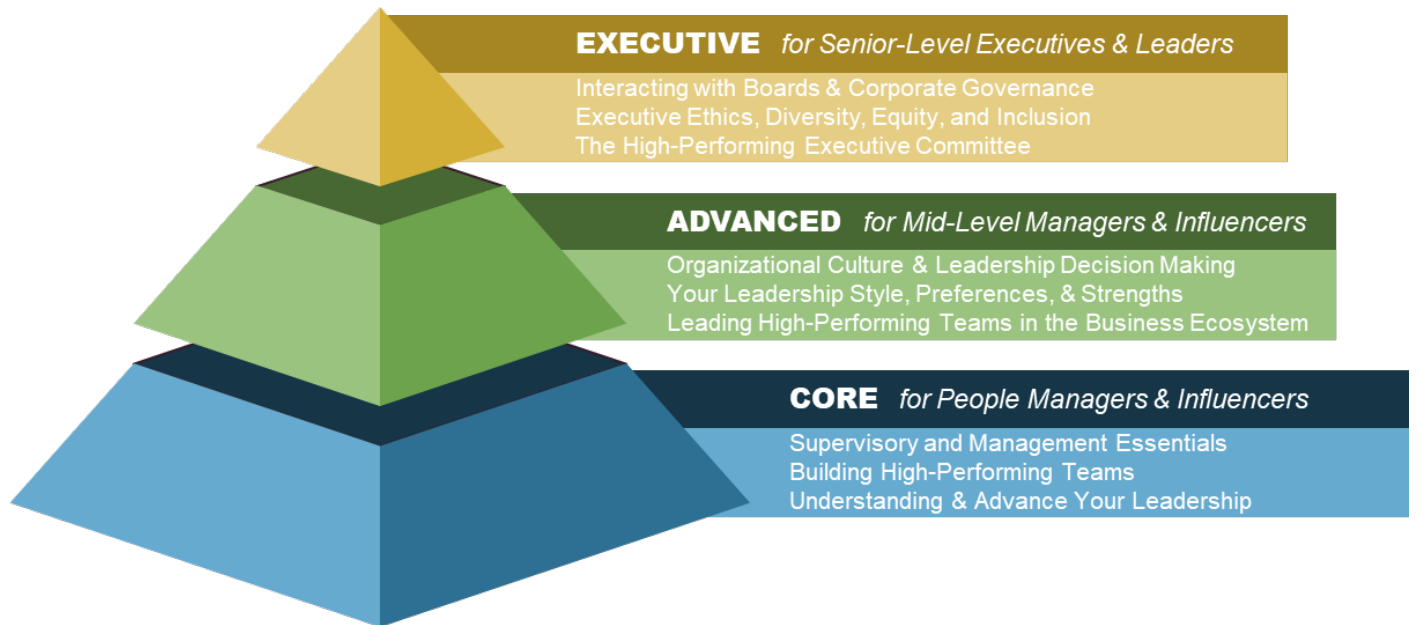 EXECUTIVE for Senior-Level Executives & Leaders
Interacting with Boards & Corporate Governance
Executive Ethics, Diversity, Equity, and Inclusion
The High-Performing Executive Committee
ADVANCED for Mid-Level Managers & Influencers
Organizational Culture & Leadership Decision Making
Your Leadership Style, Preferences, & Strengths
Leading High-Performing Teams in the Business Ecosystem
CORE for People Managers & Influencers
Supervisory and Management Essentials
Building High-Performing Teams
Understanding & Advance Your Leadership